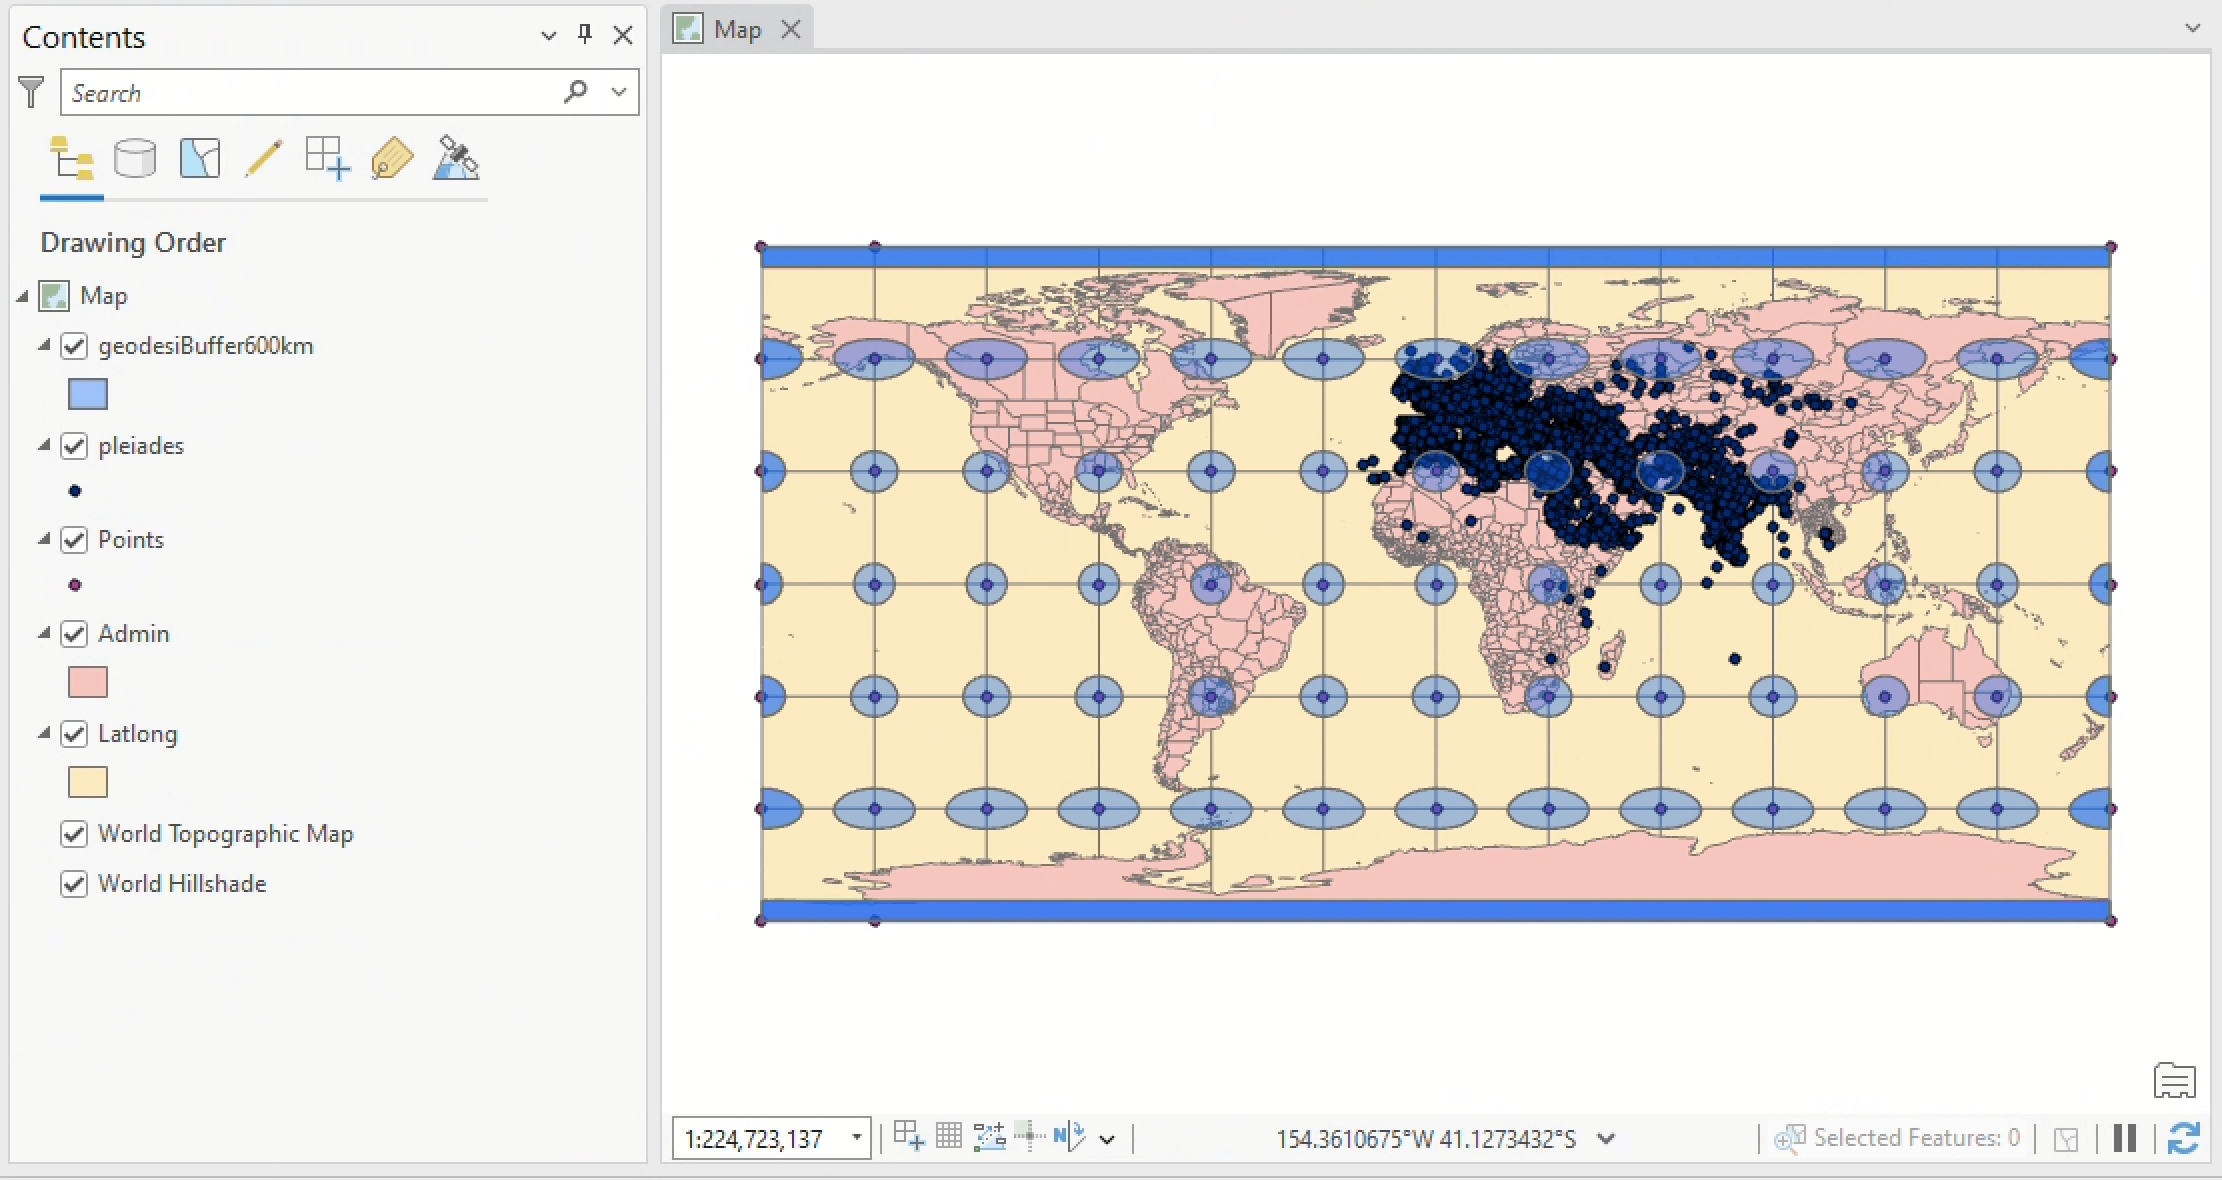 Contents
Search
Drawing Order
Map
geodesiBuffer600km
pleiades
Points
Admin
Latlong
World Topographic Map
World Hillshade
Map
1:224,723,137
N
154.3610675°W 41.1273432°S
Selected Features: 0